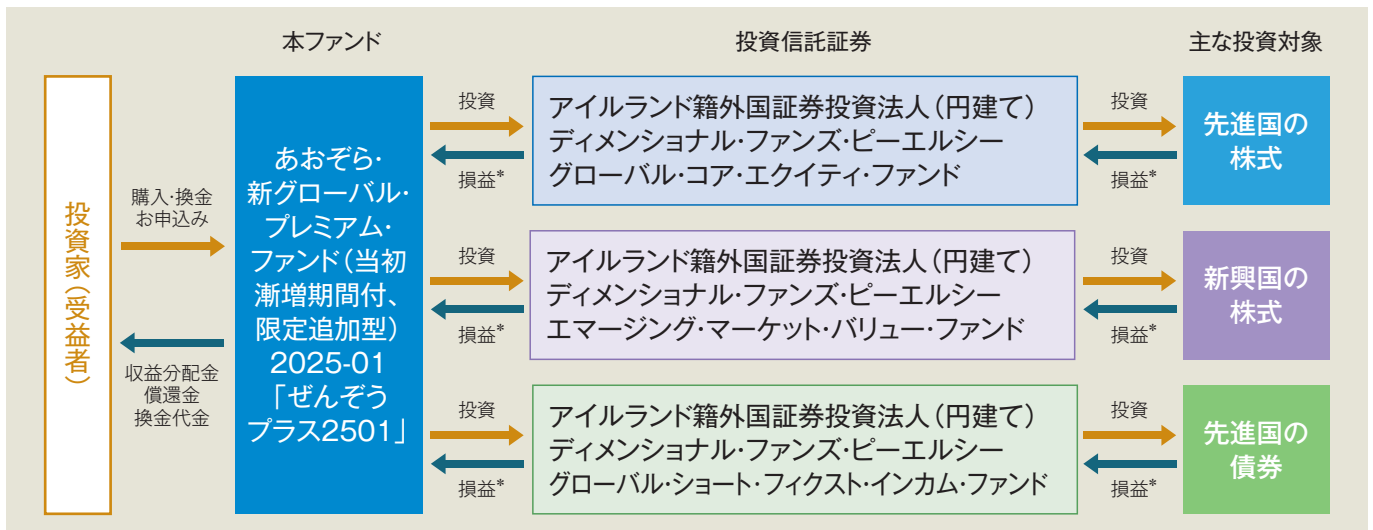 本ファンド
投資信託証券
主な投資対象
投資家(受益者)
購入・換金
お申込み
収益分配金
償還金
換金代金
あおぞら・
新グローバル・
プレミアム・
ファンド(当初
漸増期間付、
限定追加型)
2025-01
「ぜんぞう
プラス2501」
投資
損益*
アイルランド籍外国証券投資法人(円建て)
ディメンショナル・ファンズ・ピーエルシー
グローバル・コア・エクイティ・ファンド
投資
損益*
先進国の
株式
投資
損益*
アイルランド籍外国証券投資法人(円建て)
ディメンショナル・ファンズ・ピーエルシー
エマージング・マーケット・バリュー・ファンド
投資
損益*
新興国の
株式
投資
損益*
アイルランド籍外国証券投資法人(円建て)
ディメンショナル・ファンズ・ピーエルシー
グローバル・ショート・フィクスト・インカム・ファンド
投資
損益*
先進国の
債券